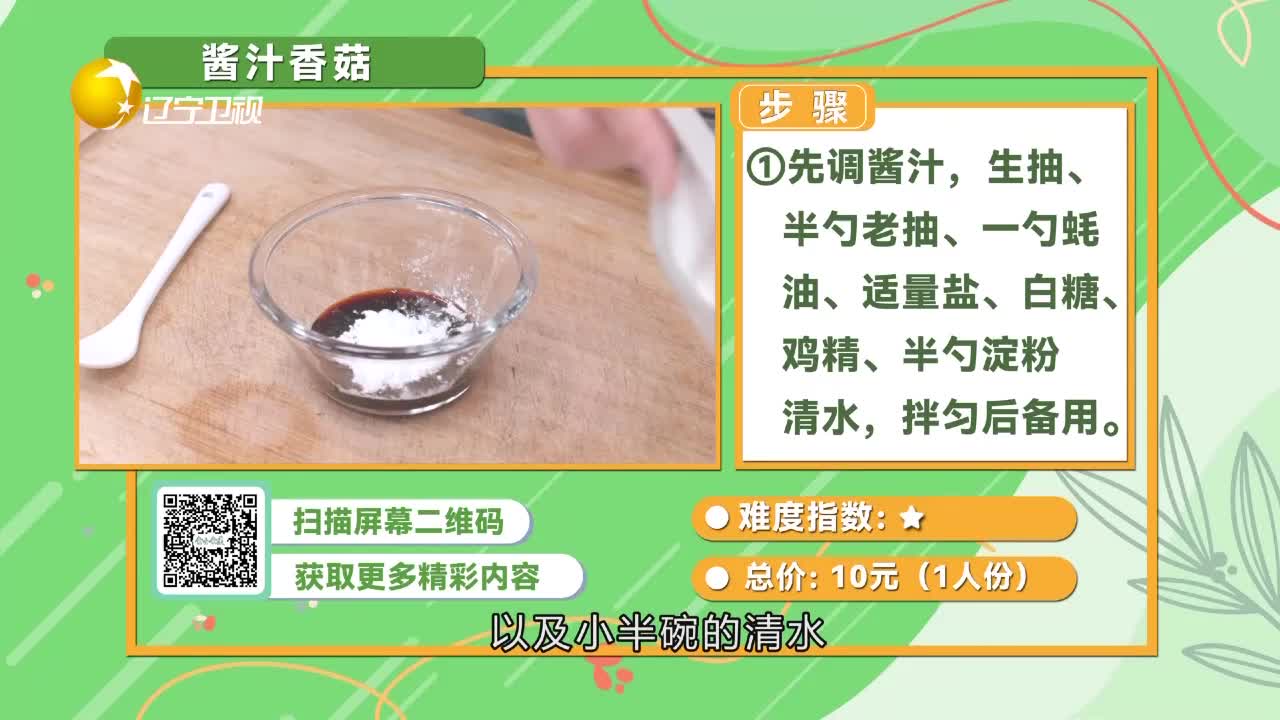 酱汁香菇
辽宁卫视
步骤
①先调酱汁，生抽、
半勺老抽、一勺蚝
油、适量盐、白糖、
鸡精、半勺淀粉
清水，拌匀后备用。
扫描屏幕二维码
获取更多精彩内容
难度指数:★
总价: 10元（1人份）
以及小半碗的清水